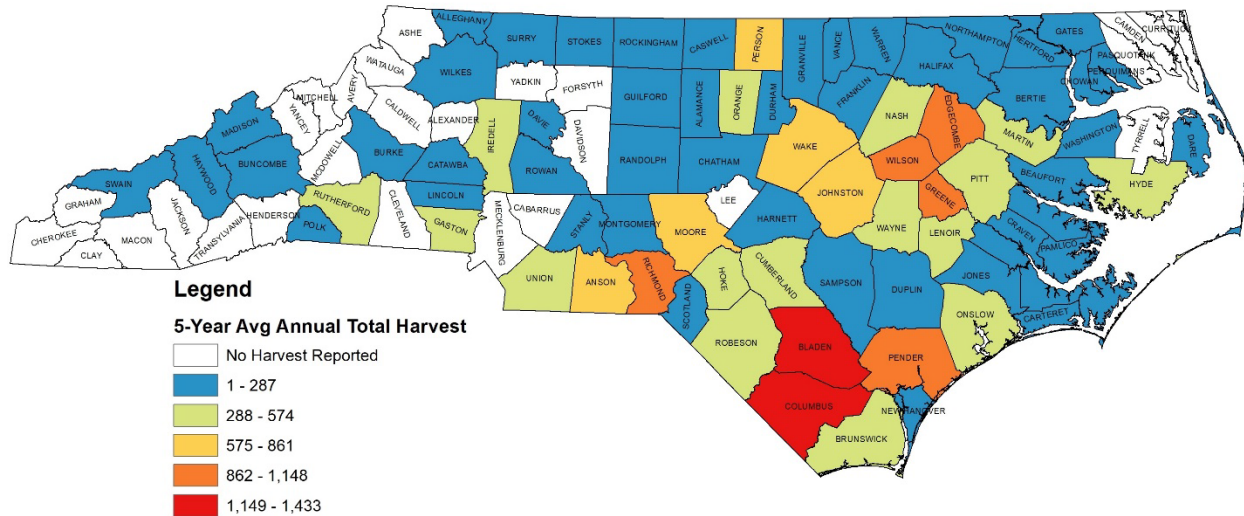 ALLEGHANY
ASHE
SURRY
STOKES
ROCKINGHAM
CASWELL
PERSON
GRANVILLE
VANCE
WARREN
NORTHAMPTON
HERTFORD
GATES
CAMDEN
CURRITUCK
PASQUOTANK
PERQUIMANS
CHOWAN
WATAUGA
WILKES
YADKIN
FORSYTH
GUILFORD
ALAMANCE
ORANGE
DURHAM
FRANKLIN
HALIFAX
BERTIE
MITCHELL
AVERY
YANCEY
CALDWELL
ALEXANDER
IREDELL
DAVIE
DAVIDSON
NASH
EDGECOMBE
MARTIN
WASHINGTON
TYRRELL
DARE
MADISON
MCDOWELL
BURKE
CATAWBA
ROWAN
RANDOLPH
CHATHAM
WAKE
WILSON
PITT
BEAUFORT
HYDE
HAYWOOD
BUNCOMBE
SWAIN
RUTHERFORD
LINCOLN
CABARRUS
LEE
JOHNSTON
GREENE
GRAHAM
JACKSON
HENDERSON
POLK
CLEVELAND
GASTON
MECKLENBURG
STANLY
MONTGOMERY
MOORE
HARNETT
WAYNE
LENOIR
CRAVEN
PAMLICO
CHEROKEE
MACON
TRANSYLVANIA
CLAY
UNION
ANSON
RICHMOND
SCOTLAND
HOKE
CUMBERLAND
SAMPSON
DUPLIN
JONES
CARTERET
ONSLOW
ROBESON
BLADEN
PENDER
COLUMBUS
NEW HANOVER
BRUNSWICK
Legend
5-Year Avg Annual Total Harvest
No Harvest Reported
1 - 287
288 - 574
575 - 861
862 - 1,148
1,149 - 1,433